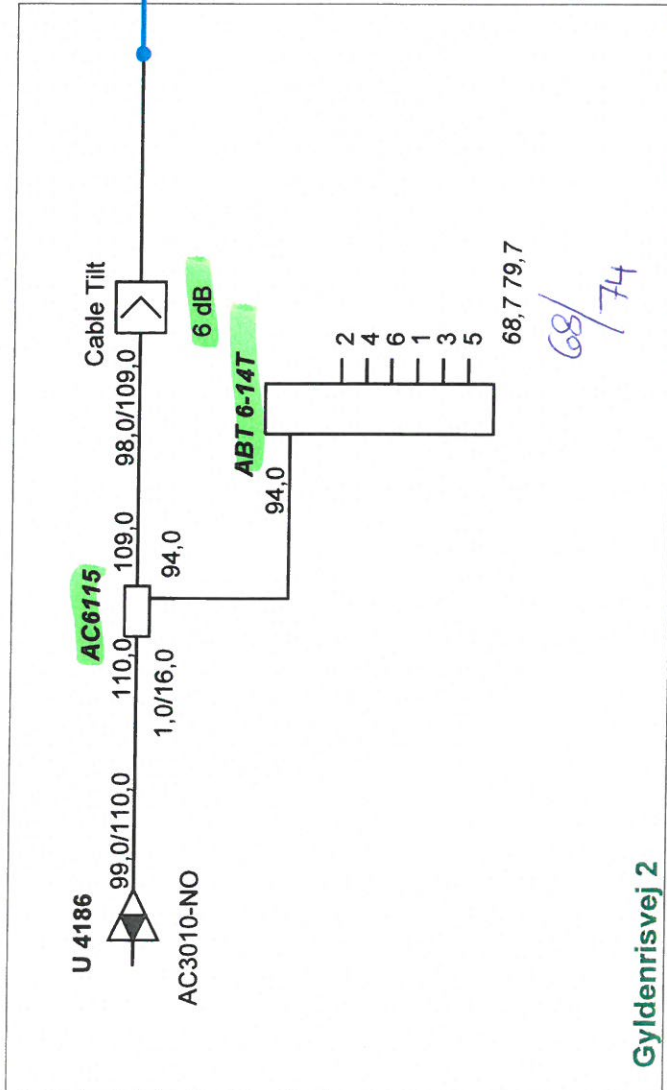 U 4186
99,0/110,0
AC3010-NO
AC6115
110,0
109,0
1,0/16,0
94,0
98,0/109,0
Cable Tilt
6 dB
ABT 6-14T
94,0
2
4
6
1
3
5
68,7 79,7
68/74
Gyldenrisvej 2